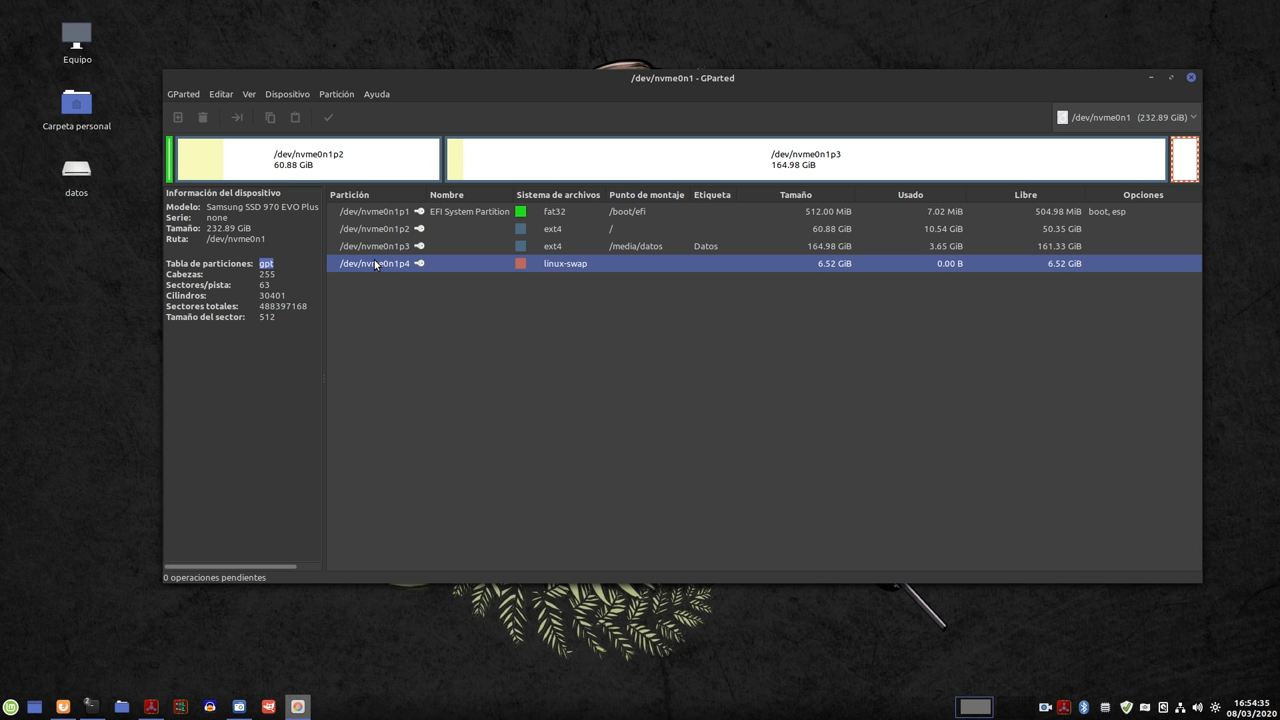 Equipo
Carpeta personal
datos
/dev/nvme0n1 - GParted
GParted Editar Ver Dispositivo Partición Ayuda
/dev/nvme0n1 (232.89 GiB)
/dev/nvme0n1p2
60.88 GiB
/dev/nvme0n1p3
164.98 GiB
Información del dispositivo
Modelo: Samsung SSD 970 EVO Plus
Serie: none
Tamaño: 232.89 GiB
Ruta: /dev/nvme0n1
Tabla de particiones: gpt
Cabezas: 255
Sectores/pista: 63
Cilindros: 30401
Sectores totales: 488397168
Tamaño del sector: 512
Partición Nombre Sistema de archivos Punto de montaje Etiqueta Tamaño Usado Libre Opciones
/dev/nvme0n1p1 EFI System Partition fat32 /boot/efi 512.00 MiB 7.02 MiB 504.98 MiB boot, esp
/dev/nvme0n1p2 ext4 / 60.88 GiB 10.54 GiB 50.35 GiB
/dev/nvme0n1p3 ext4 /media/datos Datos 164.98 GiB 3.65 GiB 161.33 GiB
/dev/nvme0n1p4 linux-swap 6.52 GiB 0.00 B 6.52 GiB
0 operaciones pendientes
16:54:35
08/03/2020